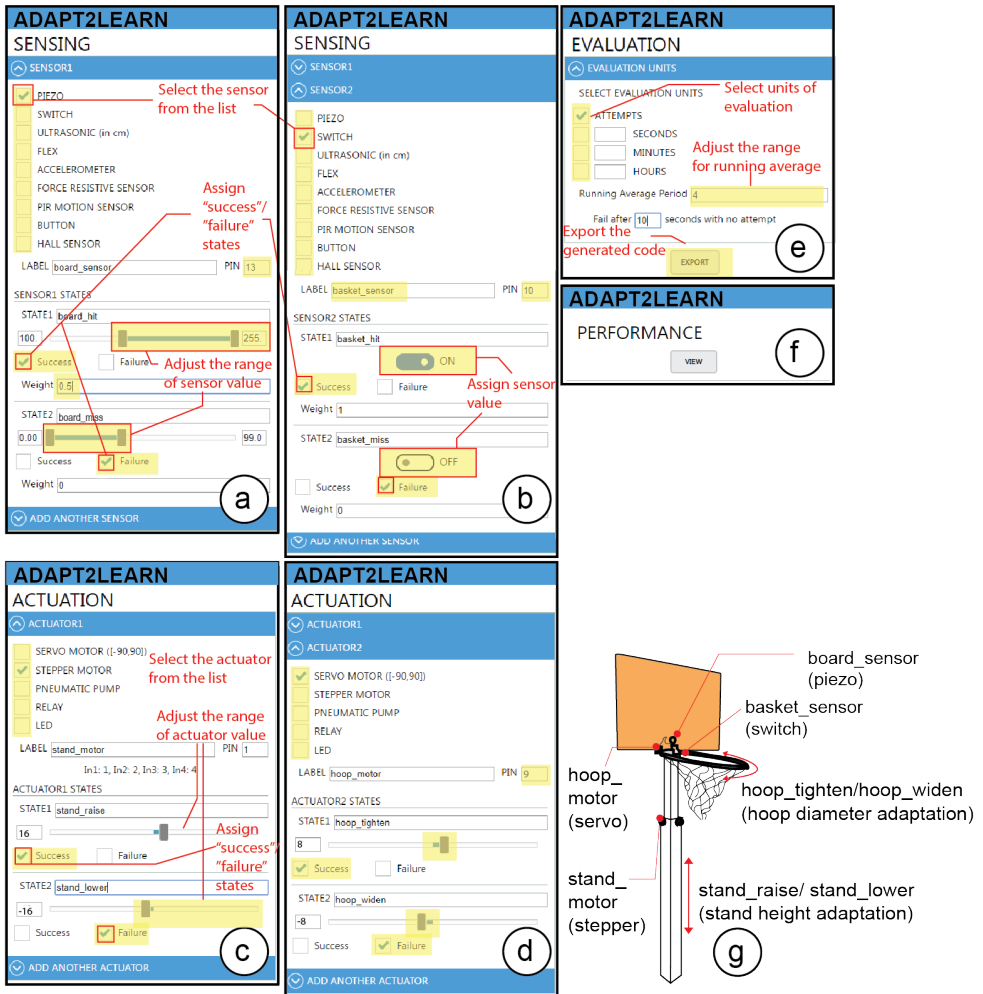 ADAPT2LEARN
SENSING
SENSOR1
PIEZO
SWITCH
ULTRASONIC (in cm)
FLEX
ACCELEROMETER
FORCE RESISTIVE SENSOR
PIR MOTION SENSOR
BUTTON
HALL SENSOR
LABEL board_sensor PIN 13
SENSOR1 STATES
STATE1 board_hit
100. 255.
Success Failure
Weight 0.5
STATE2 board_miss
0.00 99.0
Success Failure
Weight 0
a
ADD ANOTHER SENSOR
Select the sensor
from the list
Assign
"success"/
"failure"
states
Adjust the range
of sensor value
ADAPT2LEARN
SENSING
SENSOR1
SENSOR2
PIEZO
SWITCH
ULTRASONIC (in cm)
FLEX
ACCELEROMETER
FORCE RESISTIVE SENSOR
PIR MOTION SENSOR
BUTTON
HALL SENSOR
LABEL basket_sensor PIN 10
SENSOR2 STATES
STATE1 basket_hit
ON
Success Failure
Weight 1
STATE2 basket_miss
OFF
Success Failure
Weight 0
b
ADD ANOTHER SENSOR
Assign sensor
value
ADAPT2LEARN
EVALUATION
EVALUATION UNITS
SELECT EVALUATION UNITS
ATTEMPTS
SECONDS
MINUTES
HOURS
Running Average Period 4
Fail after 10 seconds with no attempt
EXPORT
e
Select units of
evaluation
Adjust the range
for running average
Export the
generated code
ADAPT2LEARN
PERFORMANCE
VIEW
f
ADAPT2LEARN
ACTUATION
ACTUATOR1
SERVO MOTOR ([-90,90])
STEPPER MOTOR
PNEUMATIC PUMP
RELAY
LED
LABEL stand_motor PIN 1
In1: 1, In2: 2, In3: 3, In4: 4
ACTUATOR1 STATES
STATE1 stand_raise
16
Success Failure
STATE2 stand_lower
-16
Success Failure
c
ADD ANOTHER ACTUATOR
Select the actuator
from the list
Adjust the range
of actuator value
Assign
"success"/
"failure"
states
ADAPT2LEARN
ACTUATION
ACTUATOR1
ACTUATOR2
SERVO MOTOR ([-90,90])
STEPPER MOTOR
PNEUMATIC PUMP
RELAY
LED
LABEL hoop_motor PIN 9
ACTUATOR2 STATES
STATE1 hoop_tighten
8
Success Failure
STATE2 hoop_widen
-8
Success Failure
d
ADD ANOTHER ACTUATOR
board_sensor
(piezo)
basket_sensor
(switch)
hoop_
motor
(servo)
hoop_tighten/hoop_widen
(hoop diameter adaptation)
stand_
motor
(stepper)
stand_raise/ stand_lower
(stand height adaptation)
g